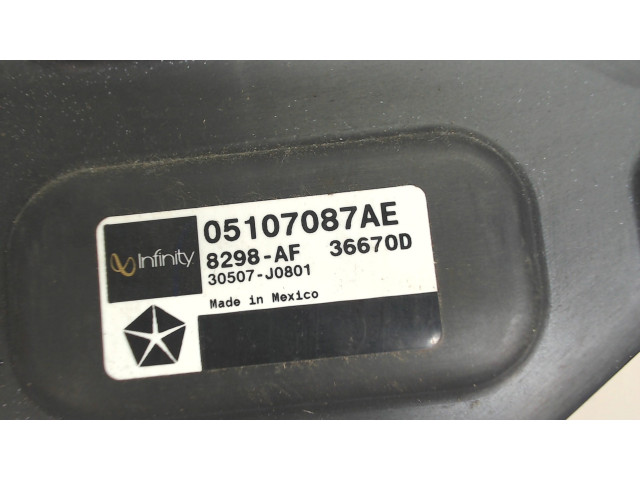 05107087AE
Infinity
8298-AF 36670D
30507-J0801
Made in Mexico